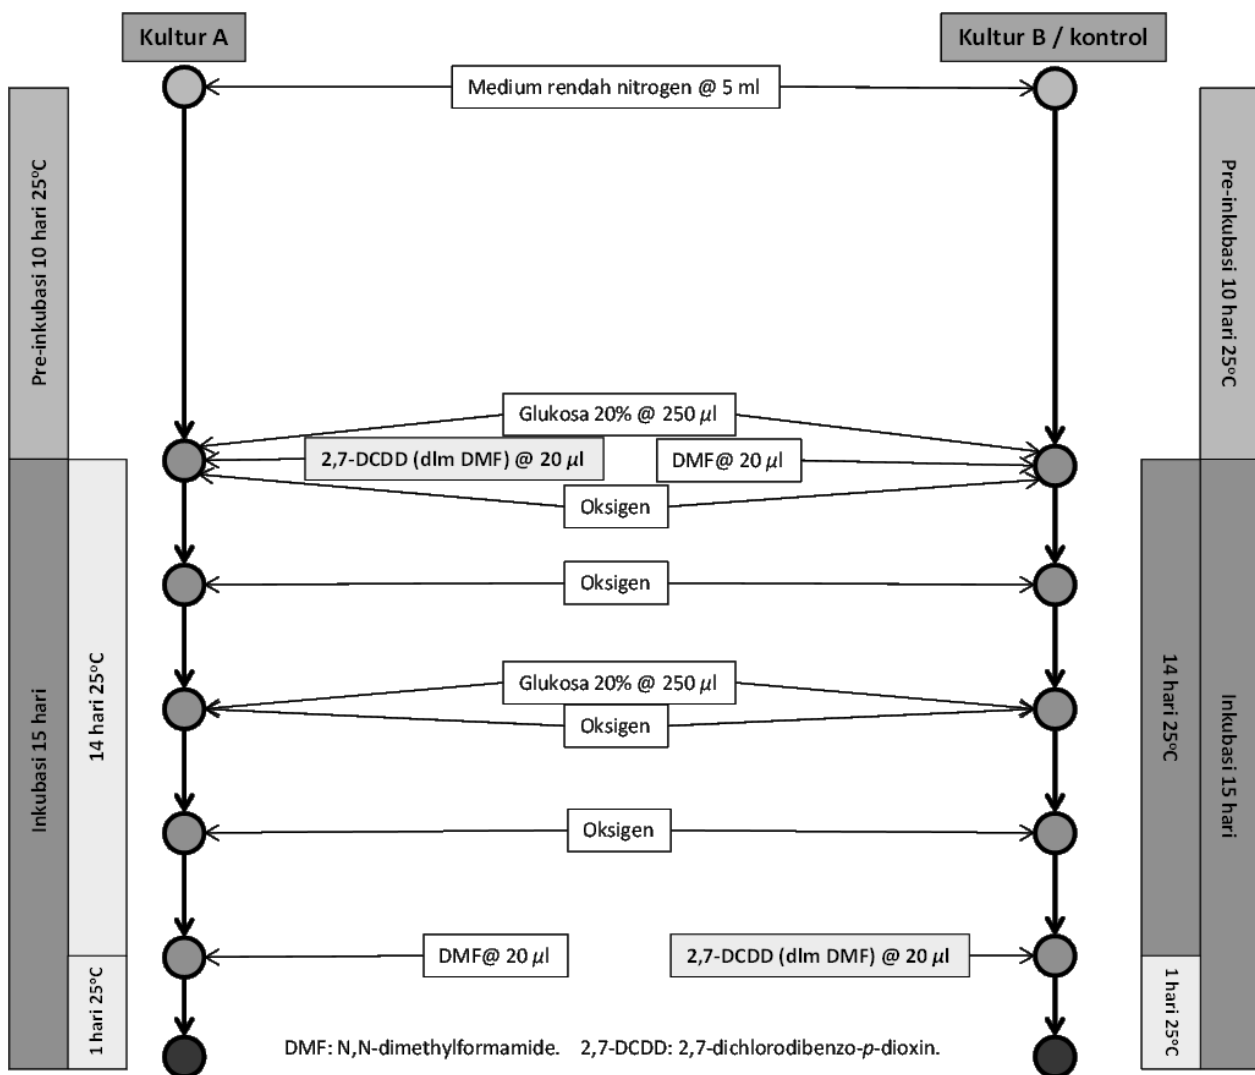 Kultur A
Kultur B / kontrol
Medium rendah nitrogen @ 5 ml
Pre-inkubasi 10 hari 25°C
Pre-inkubasi 10 hari 25°C
Glukosa 20% @ 250 µl
2,7-DCDD (dlm DMF) @ 20 µl
DMF@ 20 µl
Oksigen
Oksigen
Glukosa 20% @ 250 µl
Oksigen
Oksigen
Inkubasi 15 hari
14 hari 25°C
14 hari 25°C
Inkubasi 15 hari
DMF@ 20 µl
2,7-DCDD (dlm DMF) @ 20 µl
1 hari 25°C
1 hari 25°C
DMF: N,N-dimethylformamide. 2,7-DCDD: 2,7-dichlorodibenzo-p-dioxin.